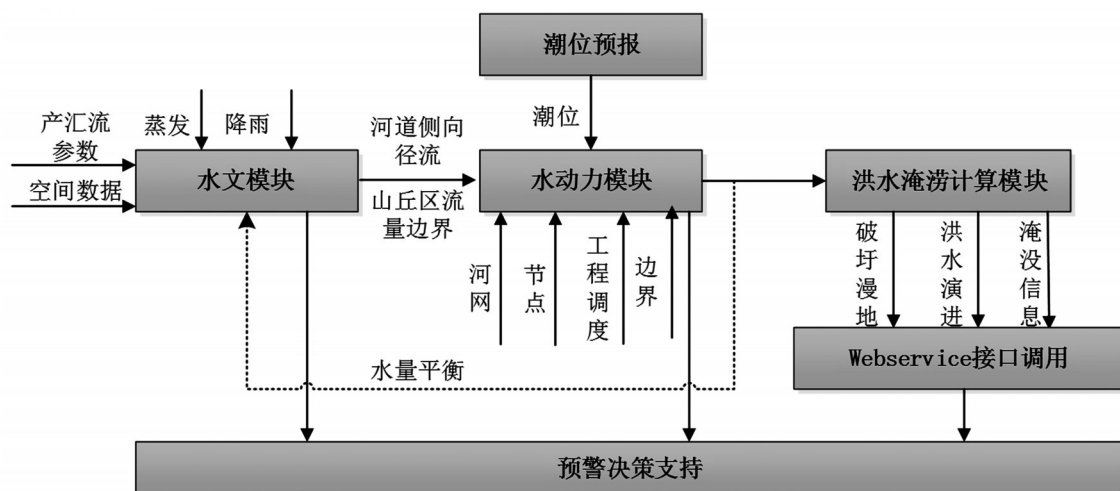 潮位预报
潮位
产汇流
参数
空间数据
蒸发
降雨
水文模块
河道侧向
径流
山丘区流
量边界
水动力模块
洪水淹涝计算模块
河网
节点
工程调度
边界
破圩漫地
洪水演进
淹没信息
Webservice接口调用
水量平衡
预警决策支持